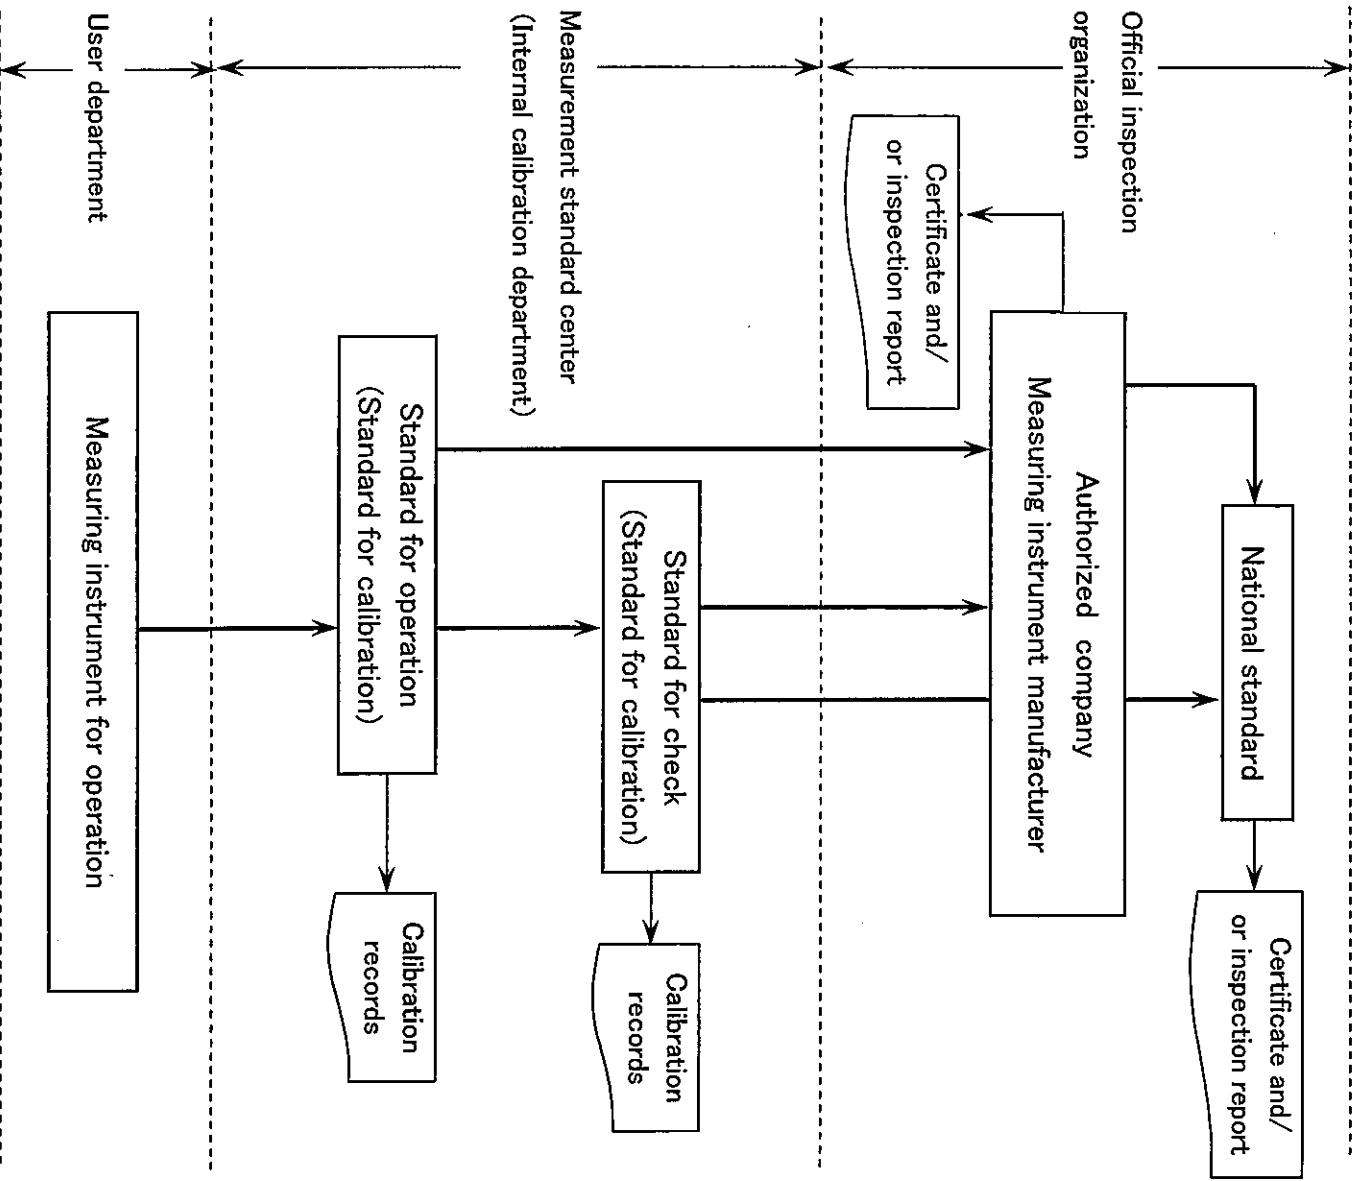 Official inspection
organization
National standard
Certificate and/
or inspection report
Authorized company
Measuring instrument manufacturer
Certificate and/
or inspection report
Measurement standard center
(Internal calibration department)
Standard for check
(Standard for calibration)
Calibration
records
Standard for operation
(Standard for calibration)
Calibration
records
User department
Measuring instrument for operation